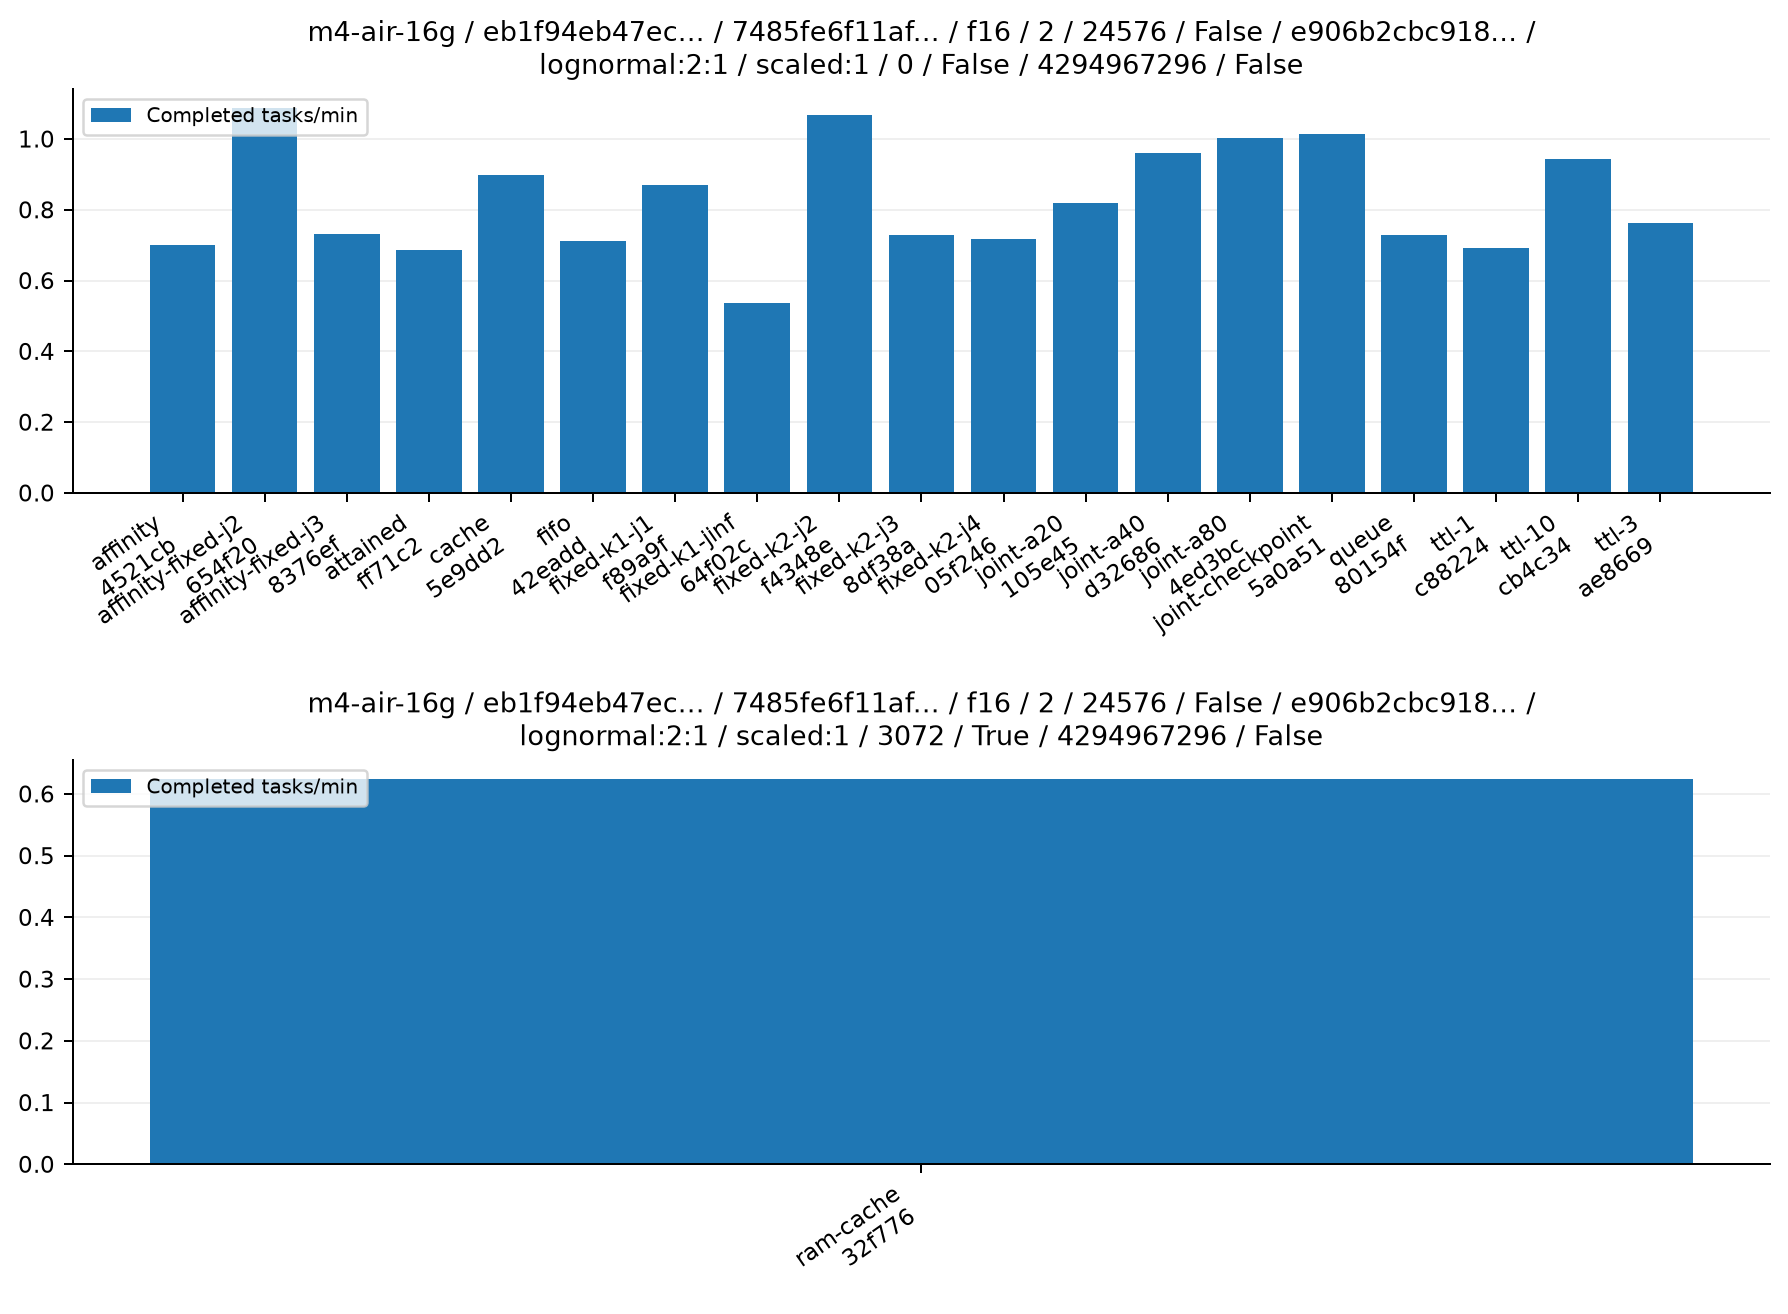 m4-air-16g / eb1f94eb47ec... / 7485fe6f11af... / f16 / 2 / 24576 / False / e906b2cbc918... /
lognormal:2:1 / scaled:1 / 0 / False / 4294967296 / False
Completed tasks/min
1.0
0.8
0.6
0.4
0.2
0.0
affinity
4521cb
affinity-fixed-j2
654f20
affinity-fixed-j3
8376ef
attained
ff71c2
cache
5e9dd2
fifo
42eadd
fixed-k1-j1
f89a9f
fixed-k1-jinf
64f02c
fixed-k2-j2
f4348e
fixed-k2-j3
8df38a
fixed-k2-j4
05f246
joint-a20
105e45
joint-a40
d32686
joint-a80
4ed3bc
joint-checkpoint
5a0a51
queue
80154f
ttl-1
c88224
ttl-10
cb4c34
ttl-3
ae8669
m4-air-16g / eb1f94eb47ec... / 7485fe6f11af... / f16 / 2 / 24576 / False / e906b2cbc918... /
lognormal:2:1 / scaled:1 / 3072 / True / 4294967296 / False
Completed tasks/min
0.6
0.5
0.4
0.3
0.2
0.1
0.0
ram-cache
32f776